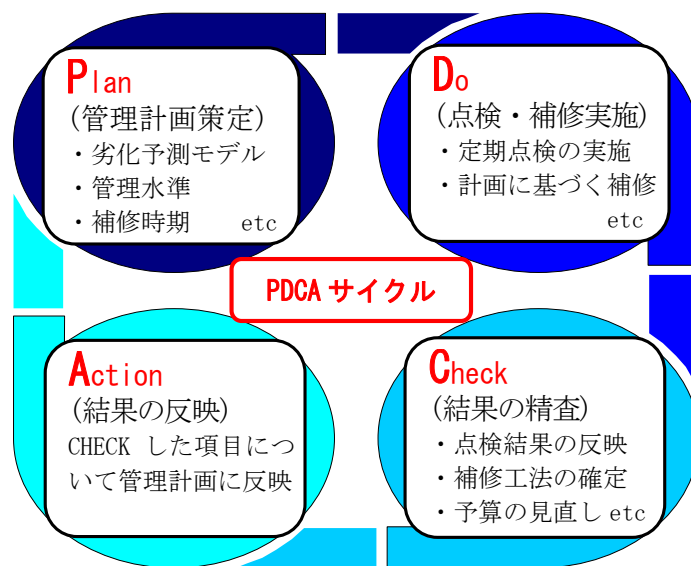 Plan
(管理計画策定)
・劣化予測モデル
・管理水準
・補修時期 etc
Do
(点検・補修実施)
・定期点検の実施
・計画に基づく補修
etc
PDCA サイクル
Action
(結果の反映)
CHECK した項目につ
いて管理計画に反映
Check
(結果の精査)
・点検結果の反映
・補修工法の確定
・予算の見直し etc